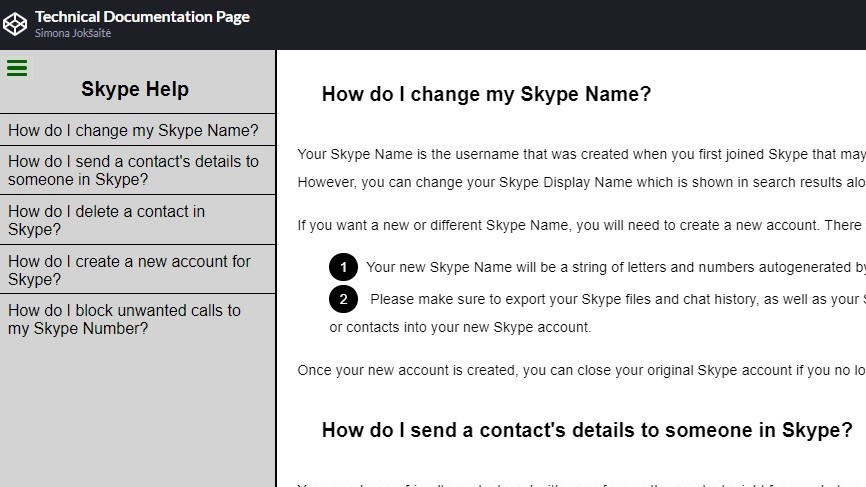 Technical Documentation Page
Simona Jokšaitė
Skype Help
How do I change my Skype Name?
How do I send a contact's details to
someone in Skype?
How do I delete a contact in
Skype?
How do I create a new account for
Skype?
How do I block unwanted calls to
my Skype Number?
How do I change my Skype Name?
Your Skype Name is the username that was created when you first joined Skype that may
However, you can change your Skype Display Name which is shown in search results alo
If you want a new or different Skype Name, you will need to create a new account. There
1 Your new Skype Name will be a string of letters and numbers autogenerated by
2 Please make sure to export your Skype files and chat history, as well as your S
or contacts into your new Skype account.
Once your new account is created, you can close your original Skype account if you no lo
How do I send a contact's details to someone in Skype?